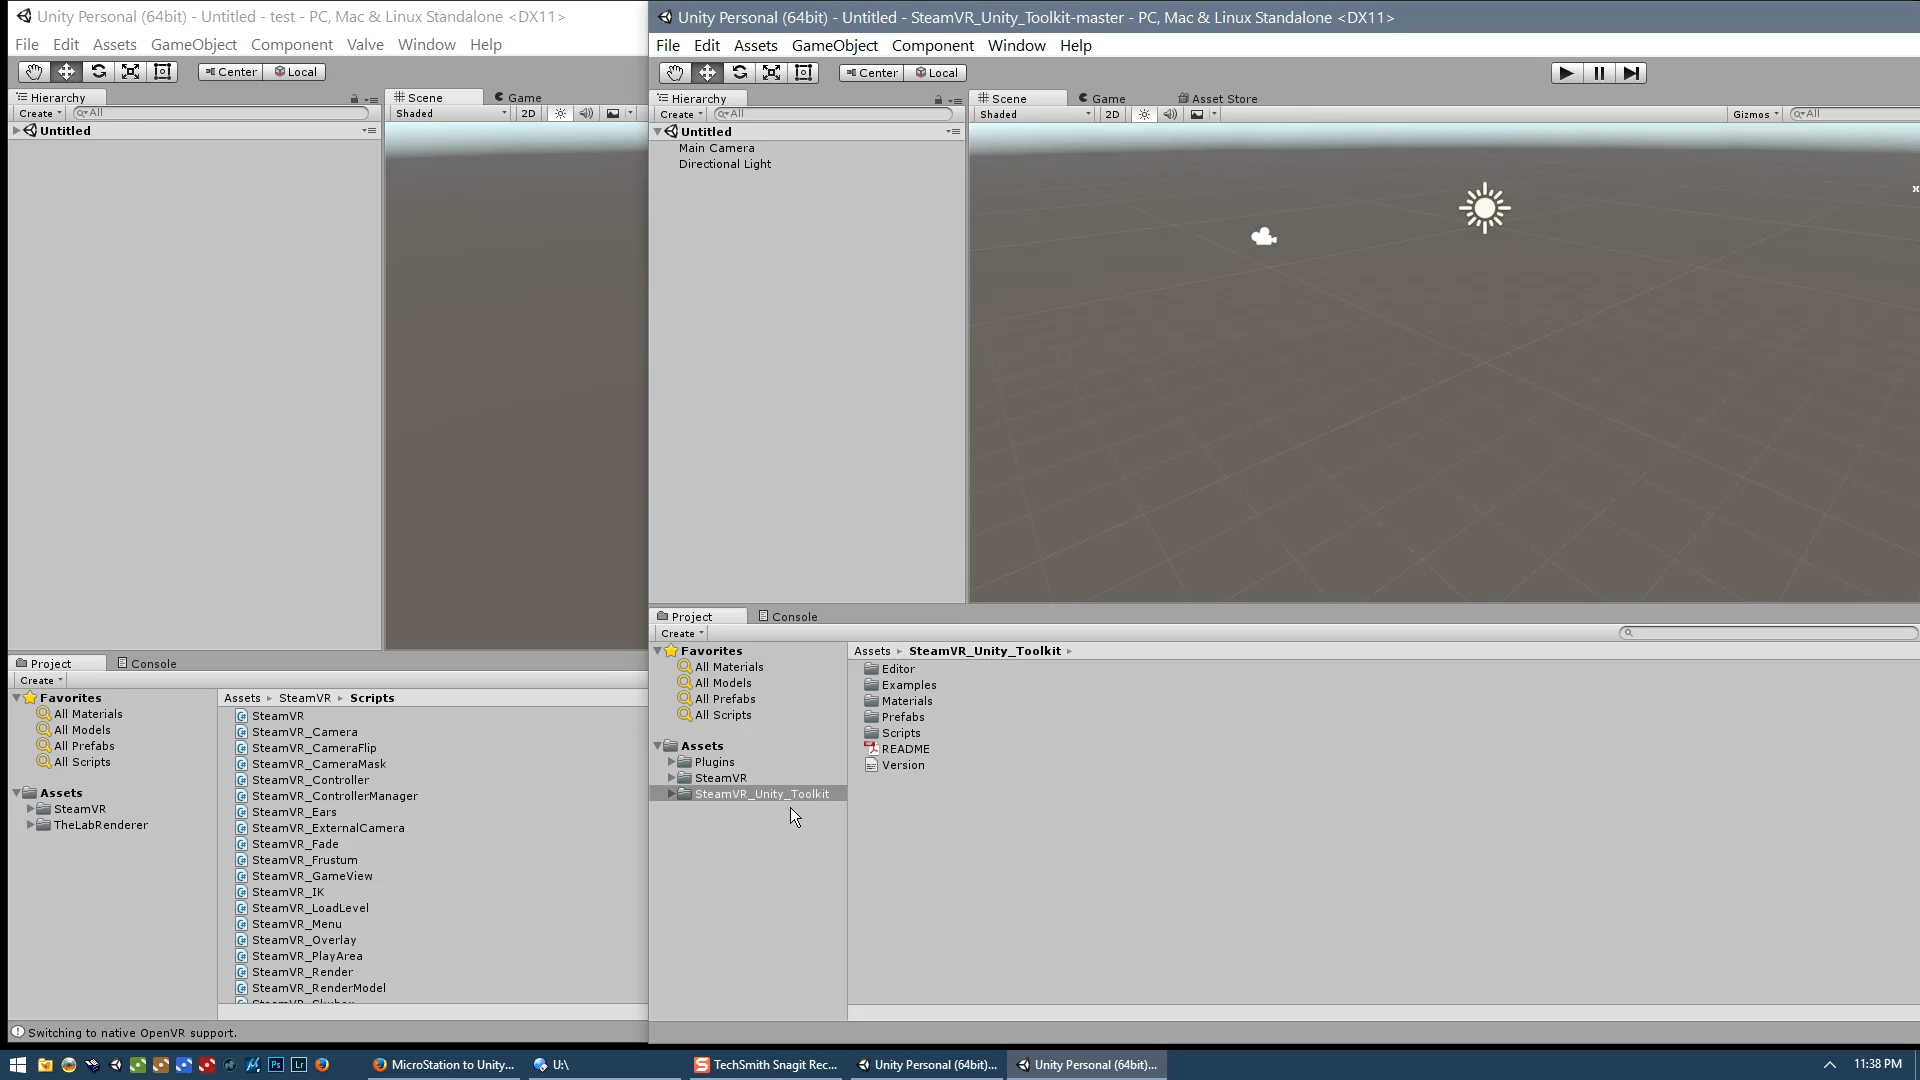 Unity Personal (64bit) - Untitled - test - PC, Mac & Linux Standalone <DX11>
File Edit Assets GameObject Component Valve Window Help
Center Local
Hierarchy
Create All
Untitled
Scene Game
Shaded 2D
Project Console
Create
Favorites
All Materials
All Models
All Prefabs
All Scripts
Assets
SteamVR
TheLabRenderer
Assets SteamVR Scripts
SteamVR
SteamVR_Camera
SteamVR_CameraFlip
SteamVR_CameraMask
SteamVR_Controller
SteamVR_ControllerManager
SteamVR_Ears
SteamVR_ExternalCamera
SteamVR_Fade
SteamVR_Frustum
SteamVR_GameView
SteamVR_IK
SteamVR_LoadLevel
SteamVR_Menu
SteamVR_Overlay
SteamVR_PlayArea
SteamVR_Render
SteamVR_RenderModel
Switching to native OpenVR support.
Unity Personal (64bit) - Untitled - SteamVR_Unity_Toolkit-master - PC, Mac & Linux Standalone <DX11>
File Edit Assets GameObject Component Window Help
Center Local
Hierarchy
Create All
Untitled
Main Camera
Directional Light
Scene Game Asset Store
Shaded 2D Gizmos All
Project Console
Create
Favorites
All Materials
All Models
All Prefabs
All Scripts
Assets
Plugins
SteamVR
SteamVR_Unity_Toolkit
Assets SteamVR_Unity_Toolkit
Editor
Examples
Materials
Prefabs
Scripts
README
Version
MicroStation to Unity... U:\ TechSmith Snagit Rec... Unity Personal (64bit)... Unity Personal (64bit)... 11:38 PM